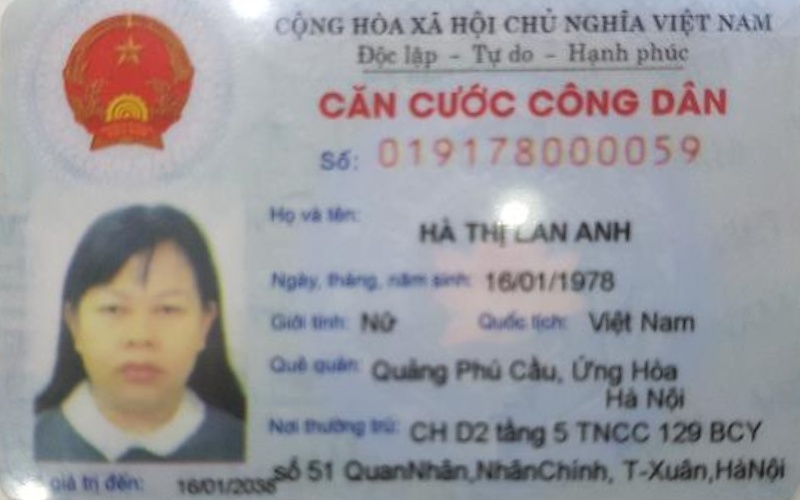 CỘNG HÒA XÃ HỘI CHỦ NGHĨA VIỆT NAM
Độc lập - Tự do - Hạnh phúc
CĂN CƯỚC CÔNG DÂN
Số: 019178000059
Họ và tên:
HÀ THỊ LAN ANH
Ngày, tháng, năm sinh: 16/01/1978
Giới tính: Nữ Quốc tịch: Việt Nam
Quê quán: Quảng Phú Cầu, Ứng Hòa
Hà Nội
Nơi thường trú: CH D2 tầng 5 TNCC 129 BCY
số 51 QuanNhân,NhânChính, T-Xuân,HàNội
giá trị đến: 16/01/2038